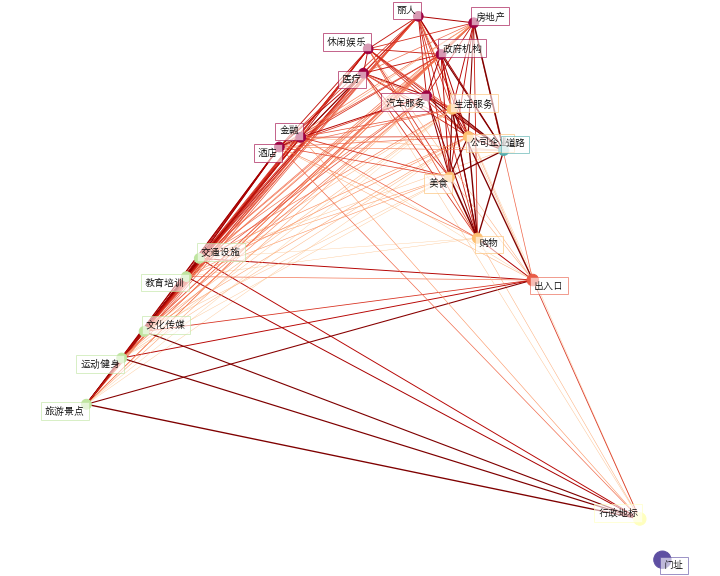 丽人
房地产
休闲娱乐
政府机构
医疗
汽车服务
生活服务
金融
公司企业
道路
酒店
美食
购物
交通设施
教育培训
出入口
文化传媒
运动健身
旅游景点
行政地标
门址